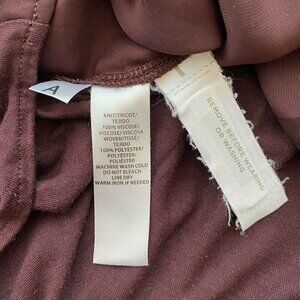 A
KNIT/TRICOT/
TEJIDO
100% VISCOSE/
VISCOSE/ VISCOSA
WOVEN/TISSE/
TEJIDO
100% POLYESTER/
POLYESTER/
POLIÉSTER
MACHINE WASH COLD
DO NOT BLEACH
LINE DRY
WARM IRON IF NEEDED
REMOVE BEFORE WEARING
OR WASHING